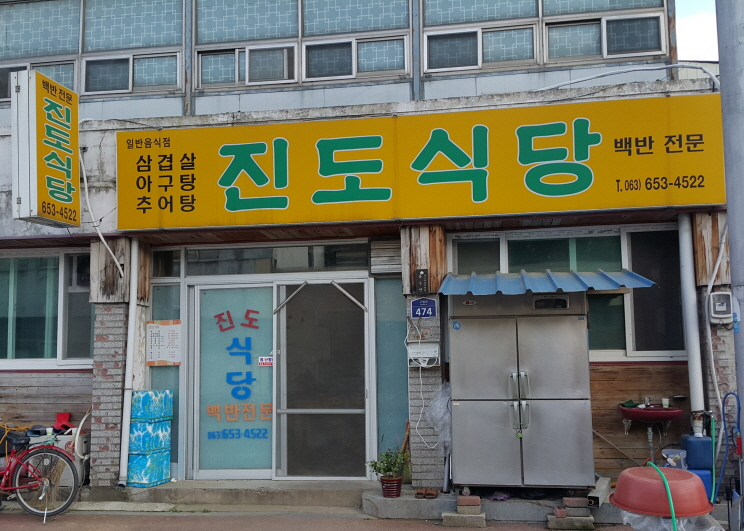 백반전문
진도식당
653-4522
일반음식점
삼겹살
아구탕
추어탕
진도식당
백반 전문
T. 063) 653-4522
진도
식당
백반전문
063)653-4522
474